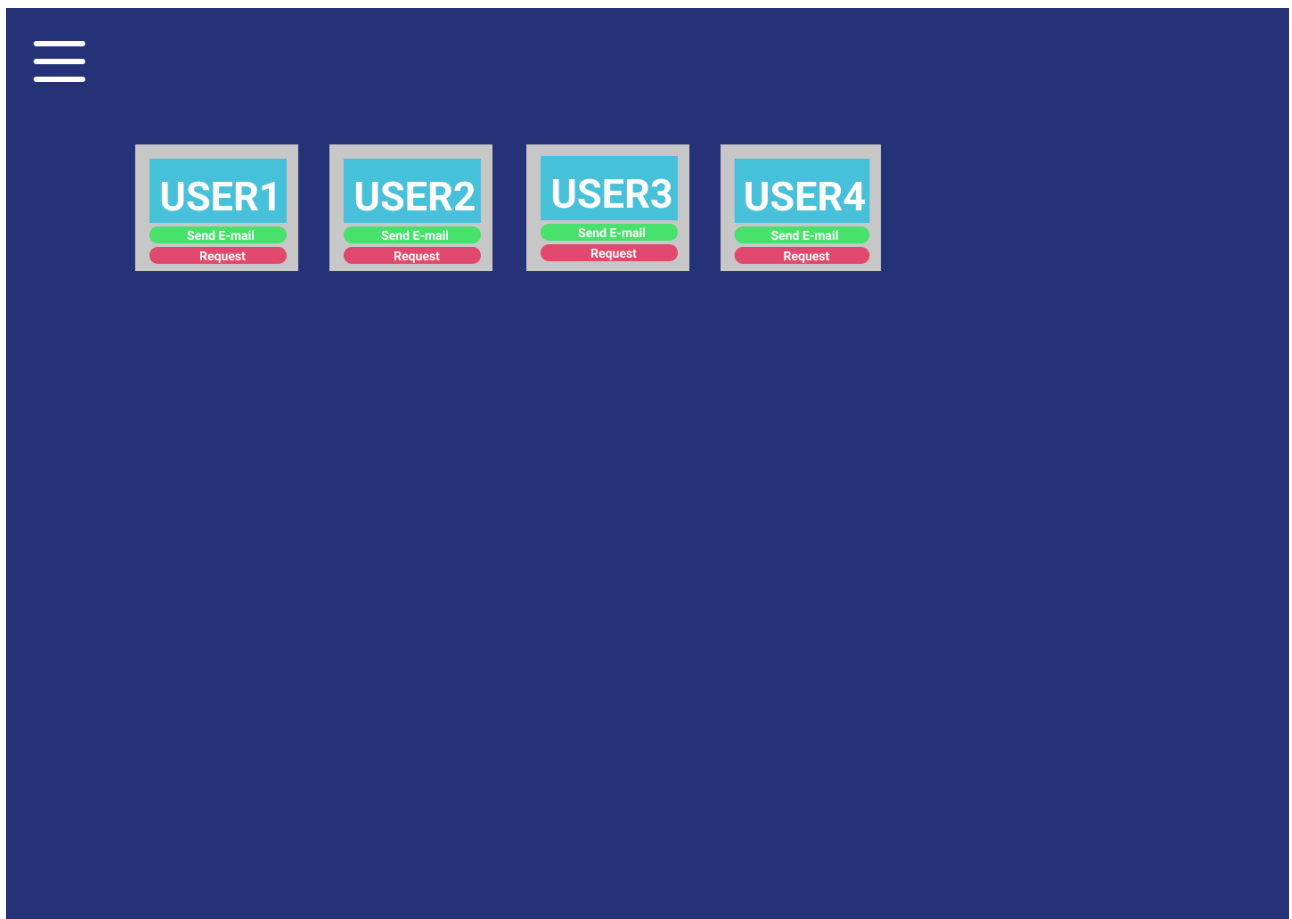 USER1
Send E-mail
Request
USER2
Send E-mail
Request
USER3
Send E-mail
Request
USER4
Send E-mail
Request